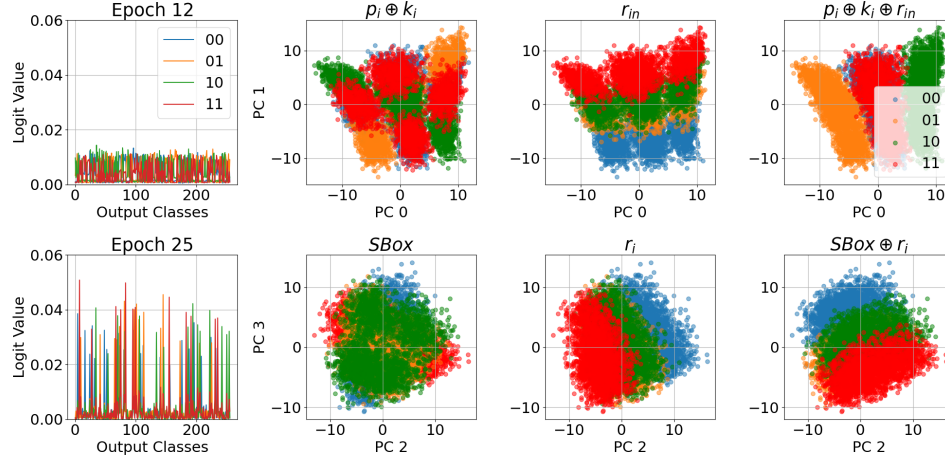 Epoch 12
0.06
0.04
0.02
0.00
Logit Value
0
100
200
Output Classes
00
01
10
11
p_i ⊕ k_i
10
0
−10
PC 1
−10
0
10
PC 0
r_in
10
0
−10
−10
0
10
PC 0
p_i ⊕ k_i ⊕ r_in
10
0
−10
−10
0
10
PC 0
00
01
10
11
Epoch 25
0.06
0.04
0.02
0.00
Logit Value
0
100
200
Output Classes
SBox
10
0
−10
PC 3
−10
0
10
PC 2
r_i
10
0
−10
−10
0
10
PC 2
SBox ⊕ r_i
10
0
−10
−10
0
10
PC 2